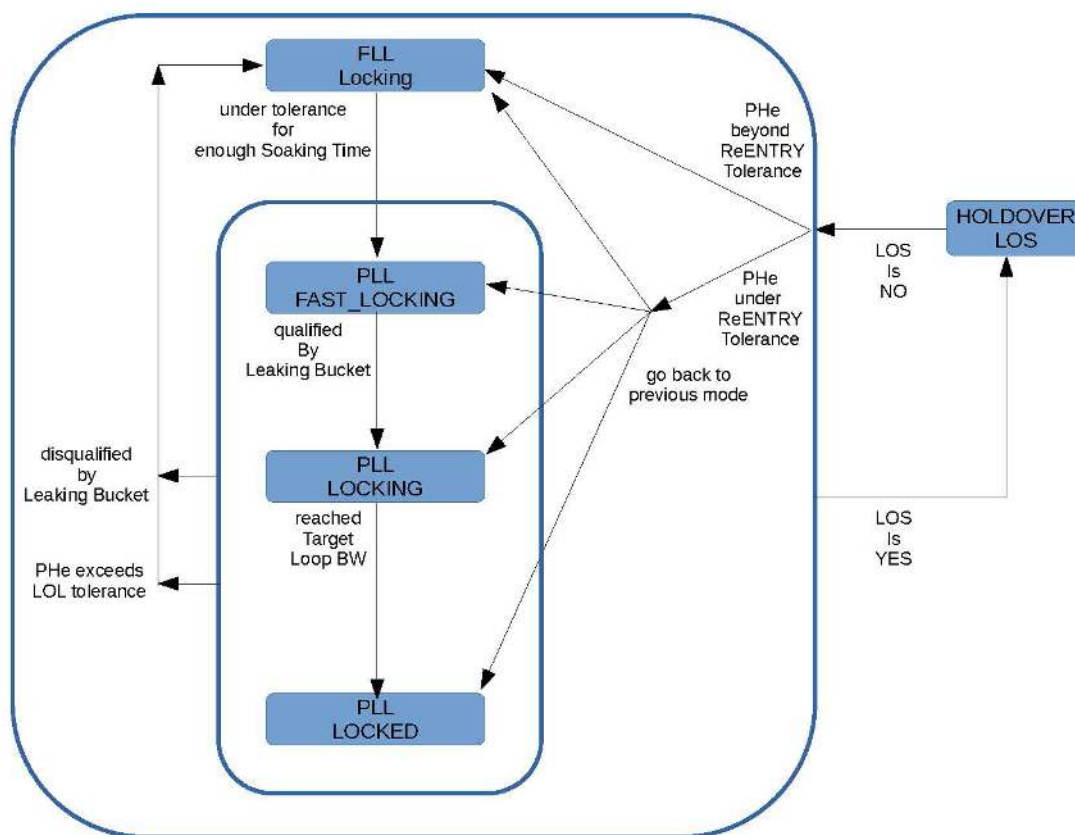 FLL
Locking
under tolerance
for
enough Soaking Time
PHe
beyond
ReENTRY
Tolerance
HOLDOVER
LOS
LOS
Is
NO
PLL
FAST_LOCKING
PHe
under
ReENTRY
Tolerance
qualified
By
Leaking Bucket
go back to
previous mode
disqualified
by
Leaking Bucket
PLL
LOCKING
reached
Target
Loop BW
LOS
Is
YES
PHe exceeds
LOL tolerance
PLL
LOCKED